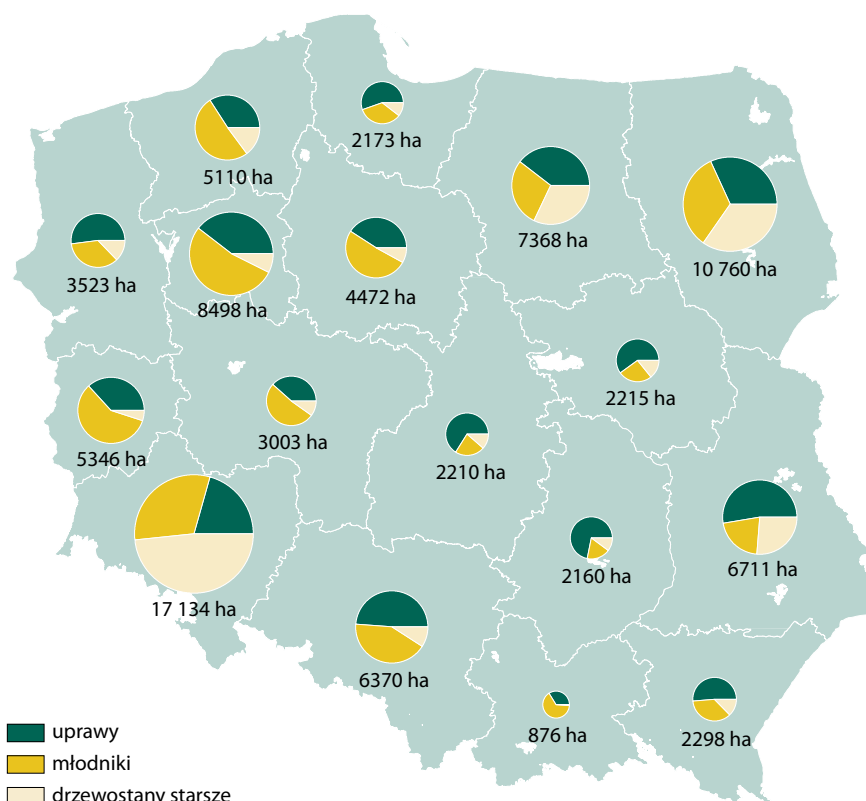 2173 ha
5110 ha
7368 ha
10 760 ha
3523 ha
8498 ha
4472 ha
2215 ha
3003 ha
5346 ha
2210 ha
2160 ha
6711 ha
17 134 ha
6370 ha
876 ha
2298 ha
uprawy
młodniki
drzewostany starsze